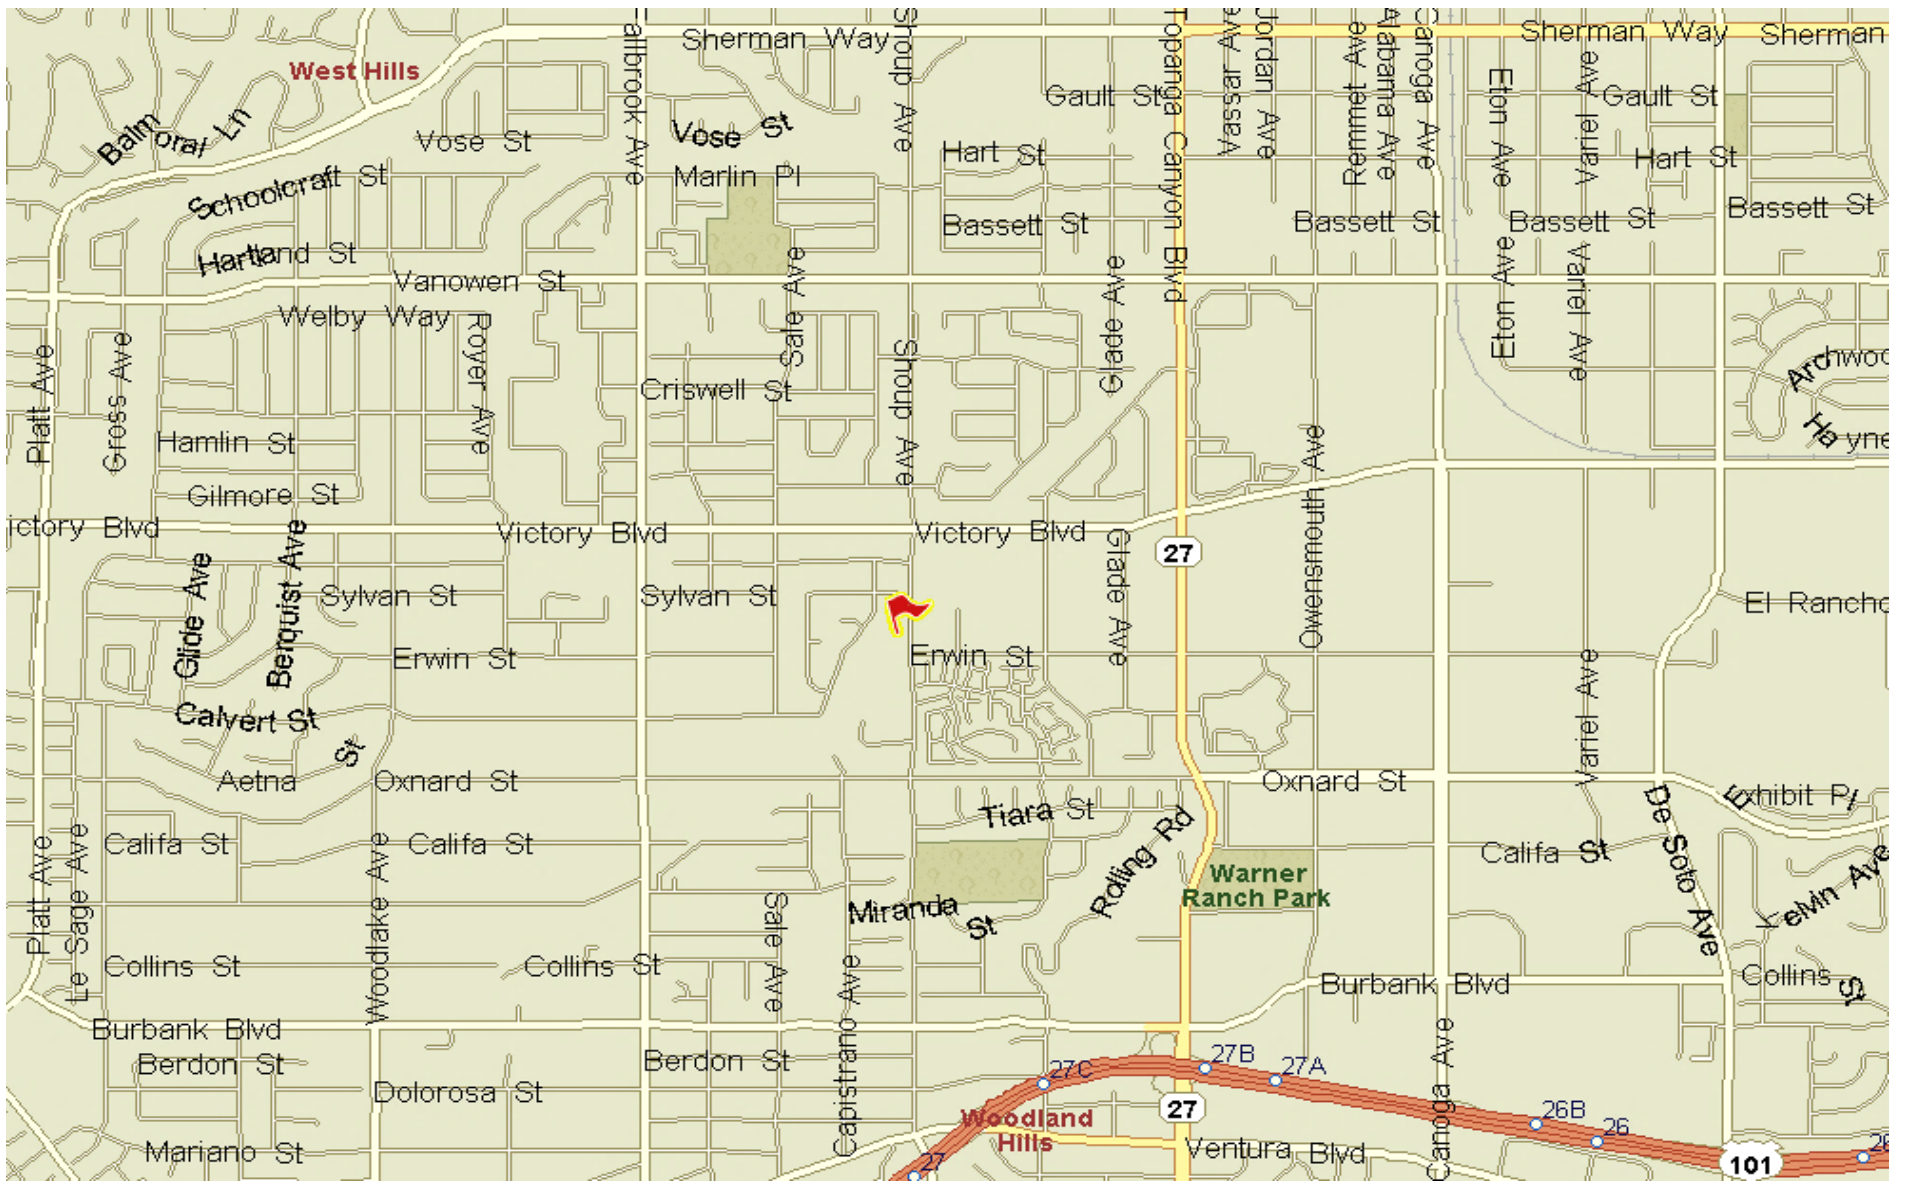 Sherman Way
Sherman Way
Sherman
West Hills
allbrook Ave
Shoup Ave
Topanga Canyon Blvd
Vassar Ave
Jordan Ave
Remmet Ave
Alabama Ave
Canoga Ave
Eton Ave
Variel Ave
Gault St
Gault St
Balmoral Ln
Vose St
Vose St
Hart St
Hart St
Schoolcraft St
Marlin Pl
Bassett St
Bassett St
Bassett St
Bassett St
Hartland St
Vanowen St
Sale Ave
Glade Ave
Eton Ave
Variel Ave
Welby Way
Royer Ave
Platt Ave
Gross Ave
Shoup Ave
Criswell St
Archwoo
Ha yne
Hamlin St
Gilmore St
Owensmouth Ave
ictory Blvd
Victory Blvd
Victory Blvd
27
Glide Ave
Berquist Ave
Glade Ave
Sylvan St
Sylvan St
El Rancho
Erwin St
Erwin St
Variel Ave
Calvert St
St
Aetna
Oxnard St
Oxnard St
Exhibit Pl
Tiara St
Rolling Rd
De Soto Ave
Califa St
Califa St
Califa St
Kelvin Ave
Platt Ave
Le Sage Ave
Woodlake Ave
Warner
Ranch Park
Miranda St
Sale Ave
Collins St
Collins St
Collins St
Capistrano Ave
Burbank Blvd
Burbank Blvd
Canoga Ave
Berdon St
Berdon St
27C
27B
27A
Dolorosa St
27
26B
26
Woodland
Hills
Mariano St
Ventura Blvd
27
101
26